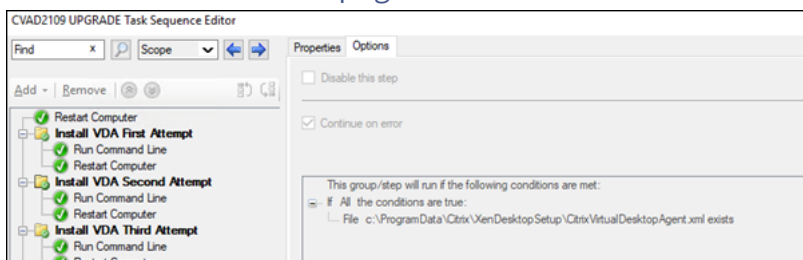 CVAD2109 UPGRADE Task Sequence Editor
Find x Scope
Properties Options
Add Remove
Disable this step
Restart Computer
Continue on error
Install VDA First Attempt
Run Command Line
Restart Computer
Install VDA Second Attempt
This group/step will run if the following conditions are met:
Run Command Line
If All the conditions are true:
Restart Computer
File c:\ProgramData\Citrix\XenDesktopSetup\CitrixVirtualDesktopAgent.xml exists
Install VDA Third Attempt
Run Command Line